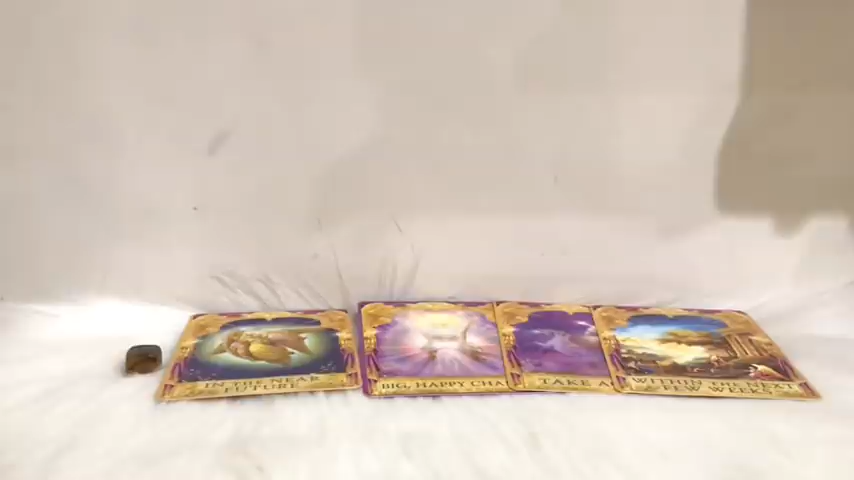 IN THE NEAR
FUTURE
BIG, HAPPY CHA
TAKE A
WITHIN THE NEXT
FEW WEEKS